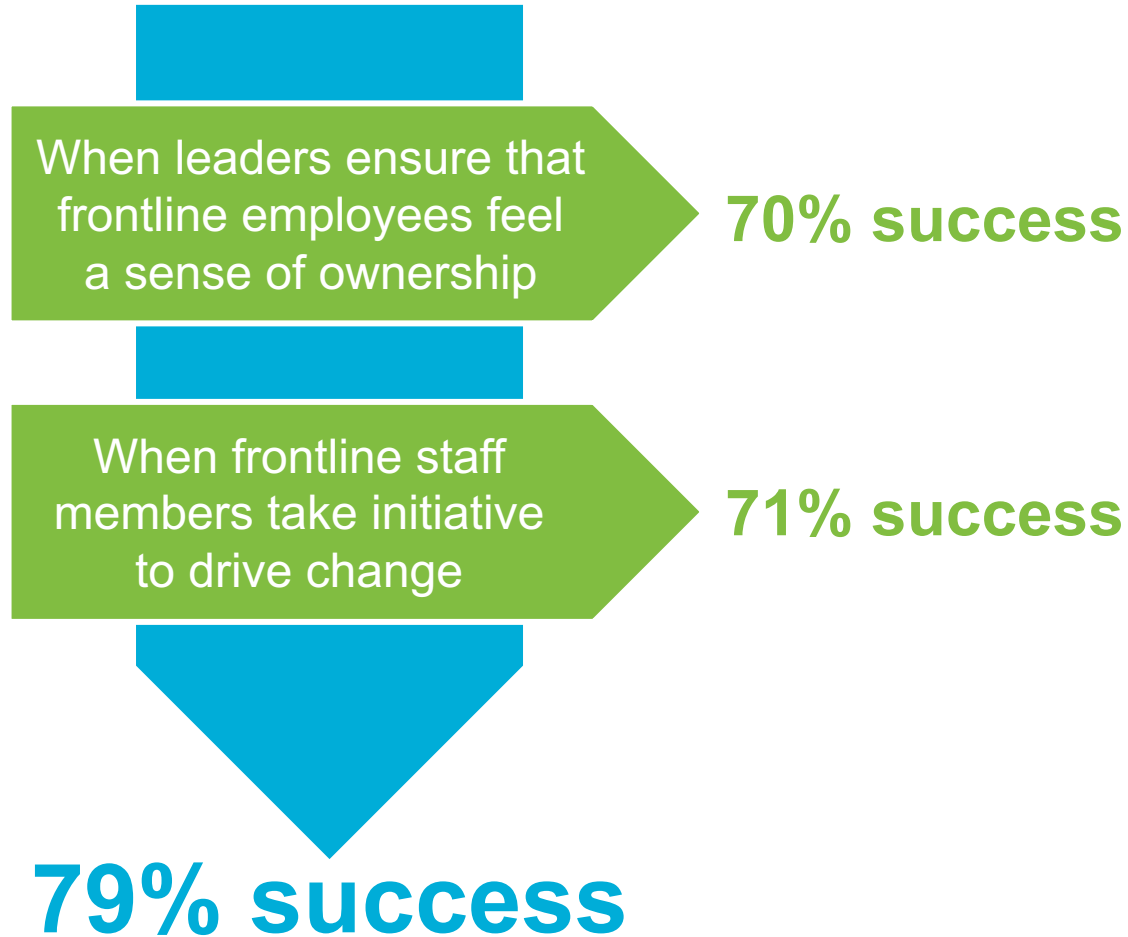 When leaders ensure that
frontline employees feel
a sense of ownership
70% success
When frontline staff
members take initiative
to drive change
71% success
79% success